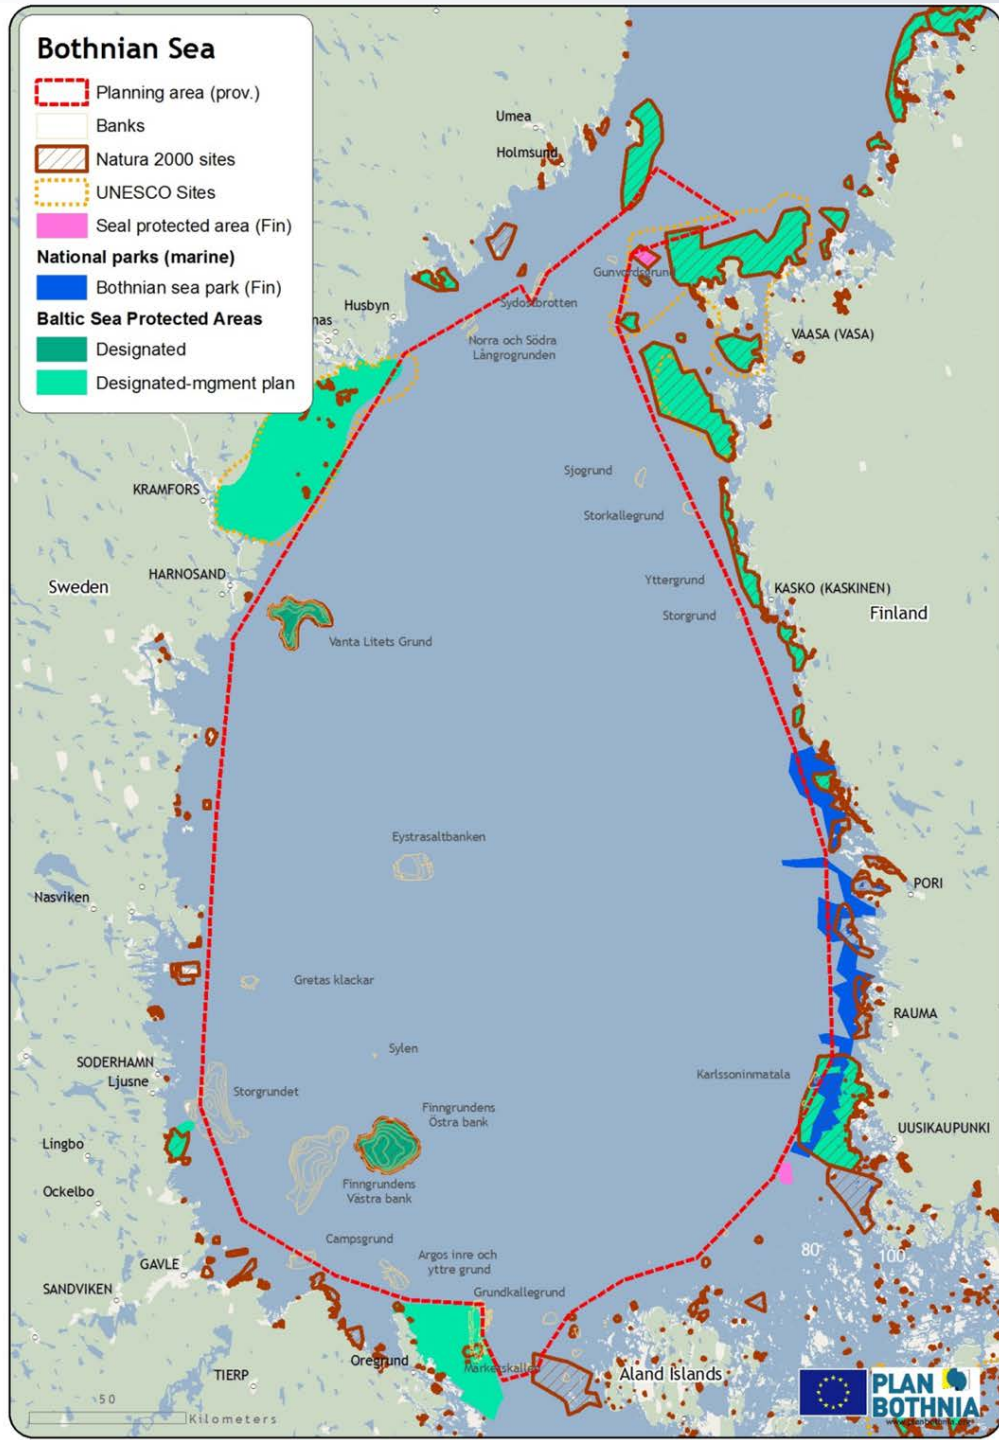 Bothnian Sea
Planning area (prov.)
Banks
Natura 2000 sites
UNESCO Sites
Seal protected area (Fin)
National parks (marine)
Bothnian sea park (Fin)
Baltic Sea Protected Areas
Designated
Designated-mgment plan
Umea
Holmsund
Gunvordsgrund
Husbyn
Sydostbrotten
nas
Norra och Södra
Långrogrunden
VAASA (VASA)
Sjogrund
KRAMFORS
Storkallegrund
HARNOSAND
Yttergrund
Sweden
KASKO (KASKINEN)
Storgrund
Finland
Vanta Litets Grund
Eystrasaltbanken
PORI
Nasviken
Gretas klackar
RAUMA
Sylen
SODERHAMN
Ljusne
Karlssoninmatala
Storgrundet
Finngrundens
Östra bank
UUSIKAUPUNKI
Lingbo
Finngrundens
Västra bank
Ockelbo
Campsgrund
80
100
Argos inre och
yttre grund
GAVLE
SANDVIKEN
Grundkallegrund
Oregrund
Märketskallen
Aland Islands
TIERP
50
Kilometers
PLAN
BOTHNIA